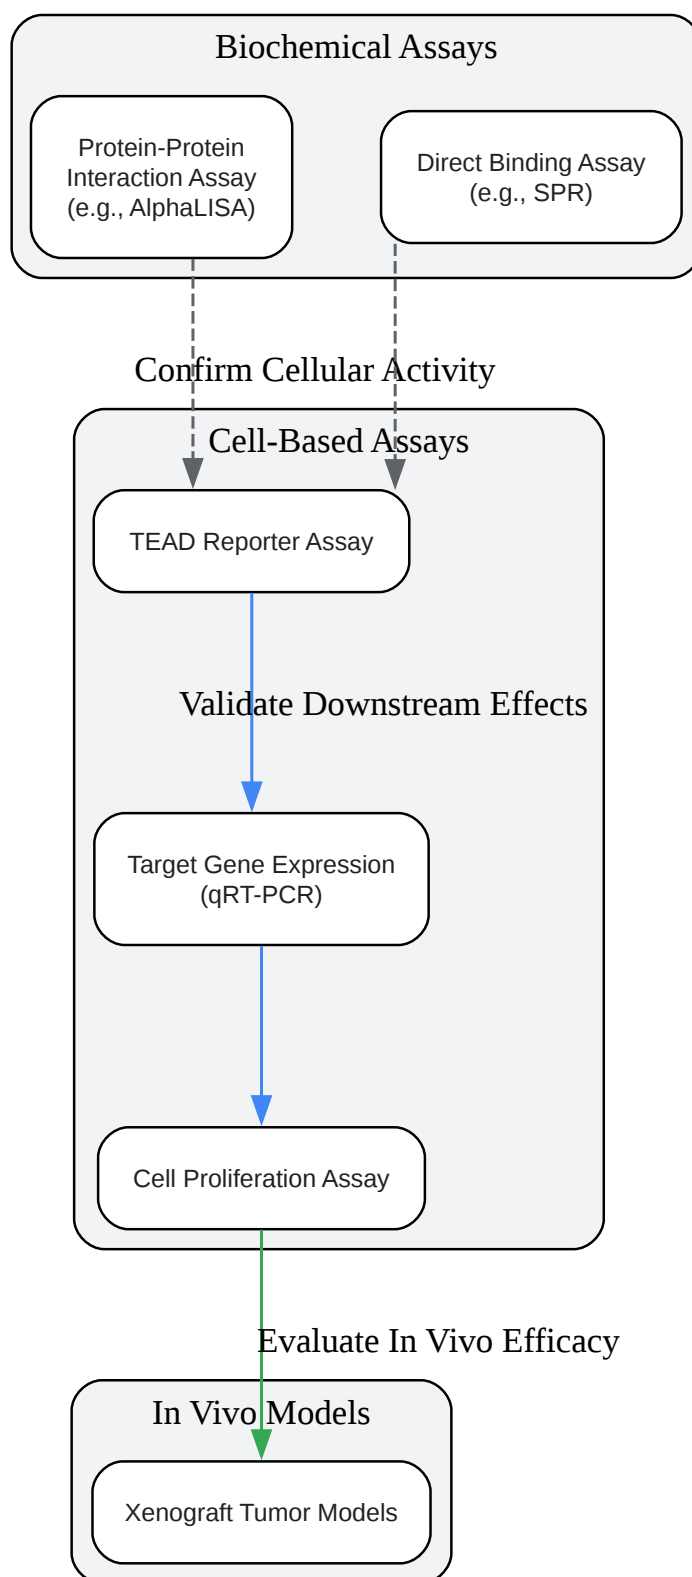 Biochemical Assays
Protein-Protein
Interaction Assay
(e.g., AlphaLISA)
Direct Binding Assay
(e.g., SPR)
Confirm Cellular Activity
Cell-Based Assays
TEAD Reporter Assay
Validate Downstream Effects
Target Gene Expression
(qRT-PCR)
Cell Proliferation Assay
Evaluate In Vivo Efficacy
In Vivo Models
Xenograft Tumor Models